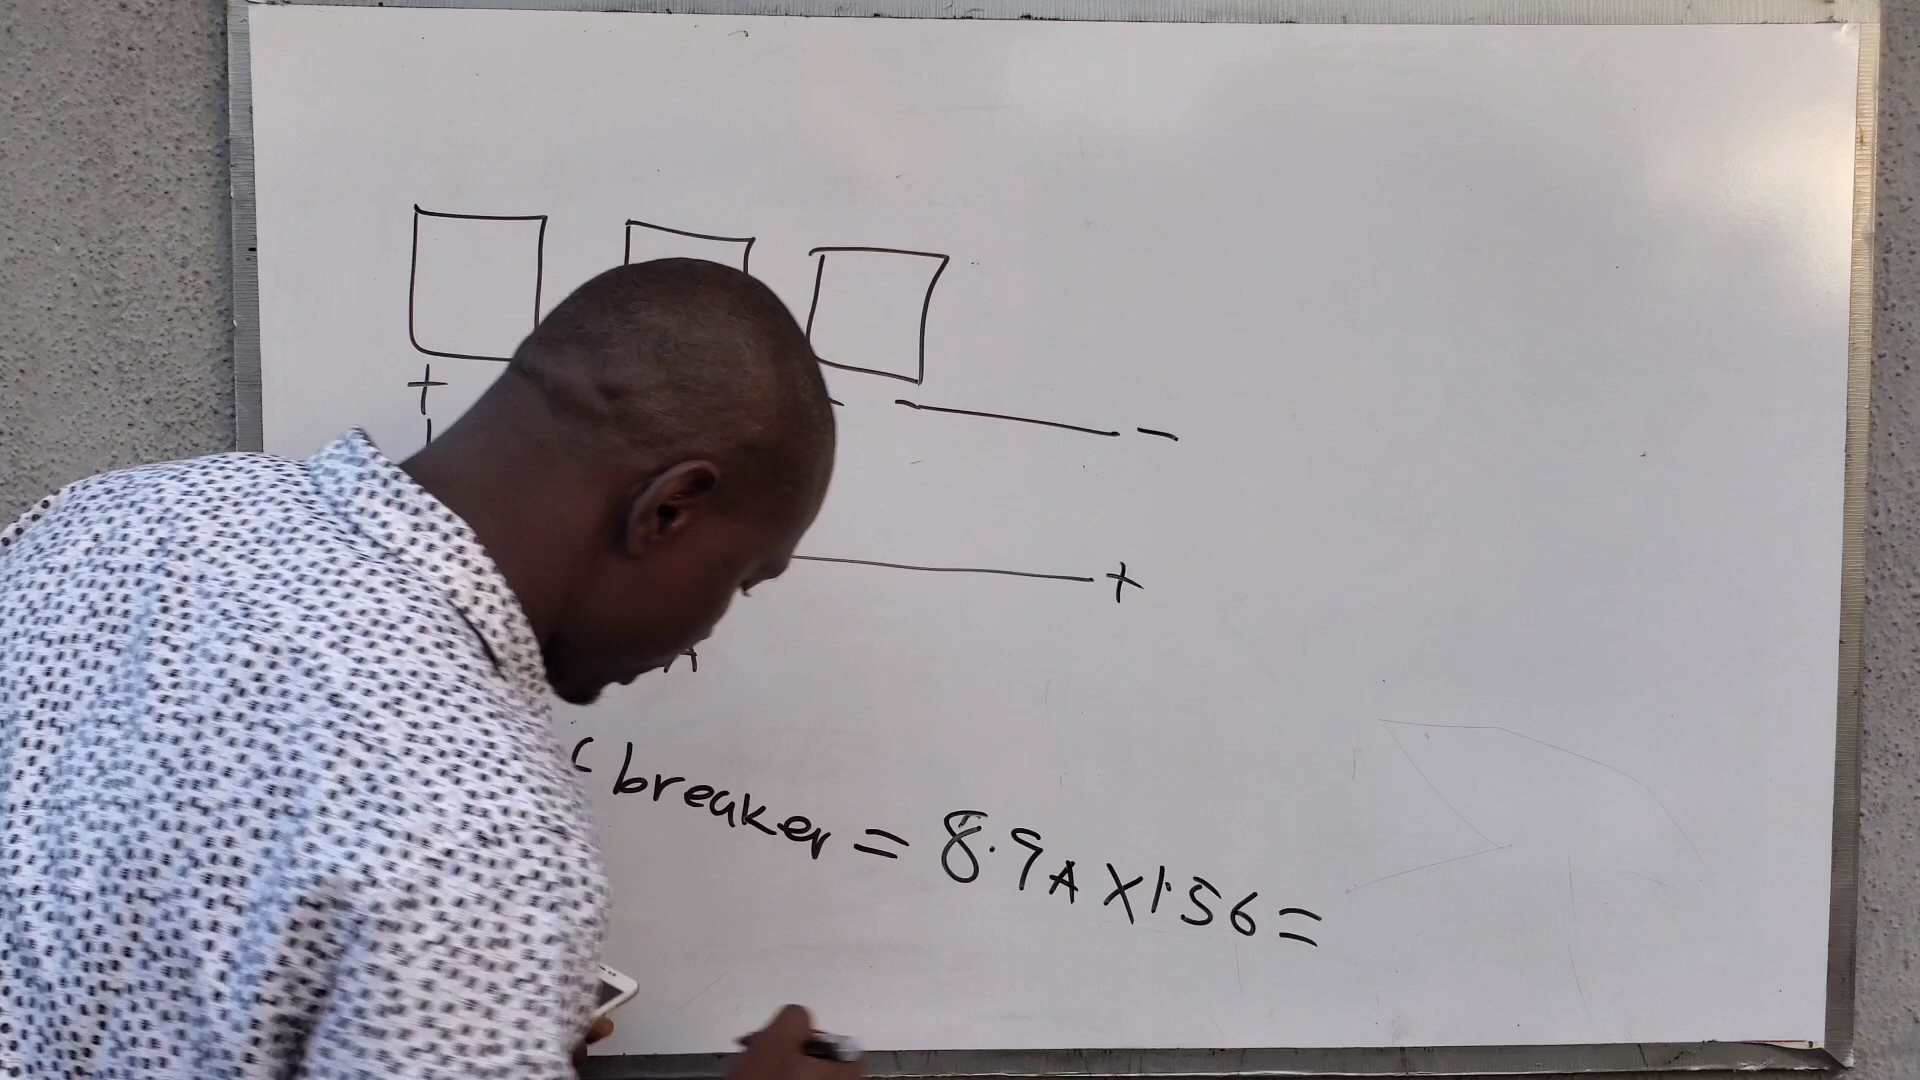 +
-
+
A
c breaker = 8.9A X 1.56 =